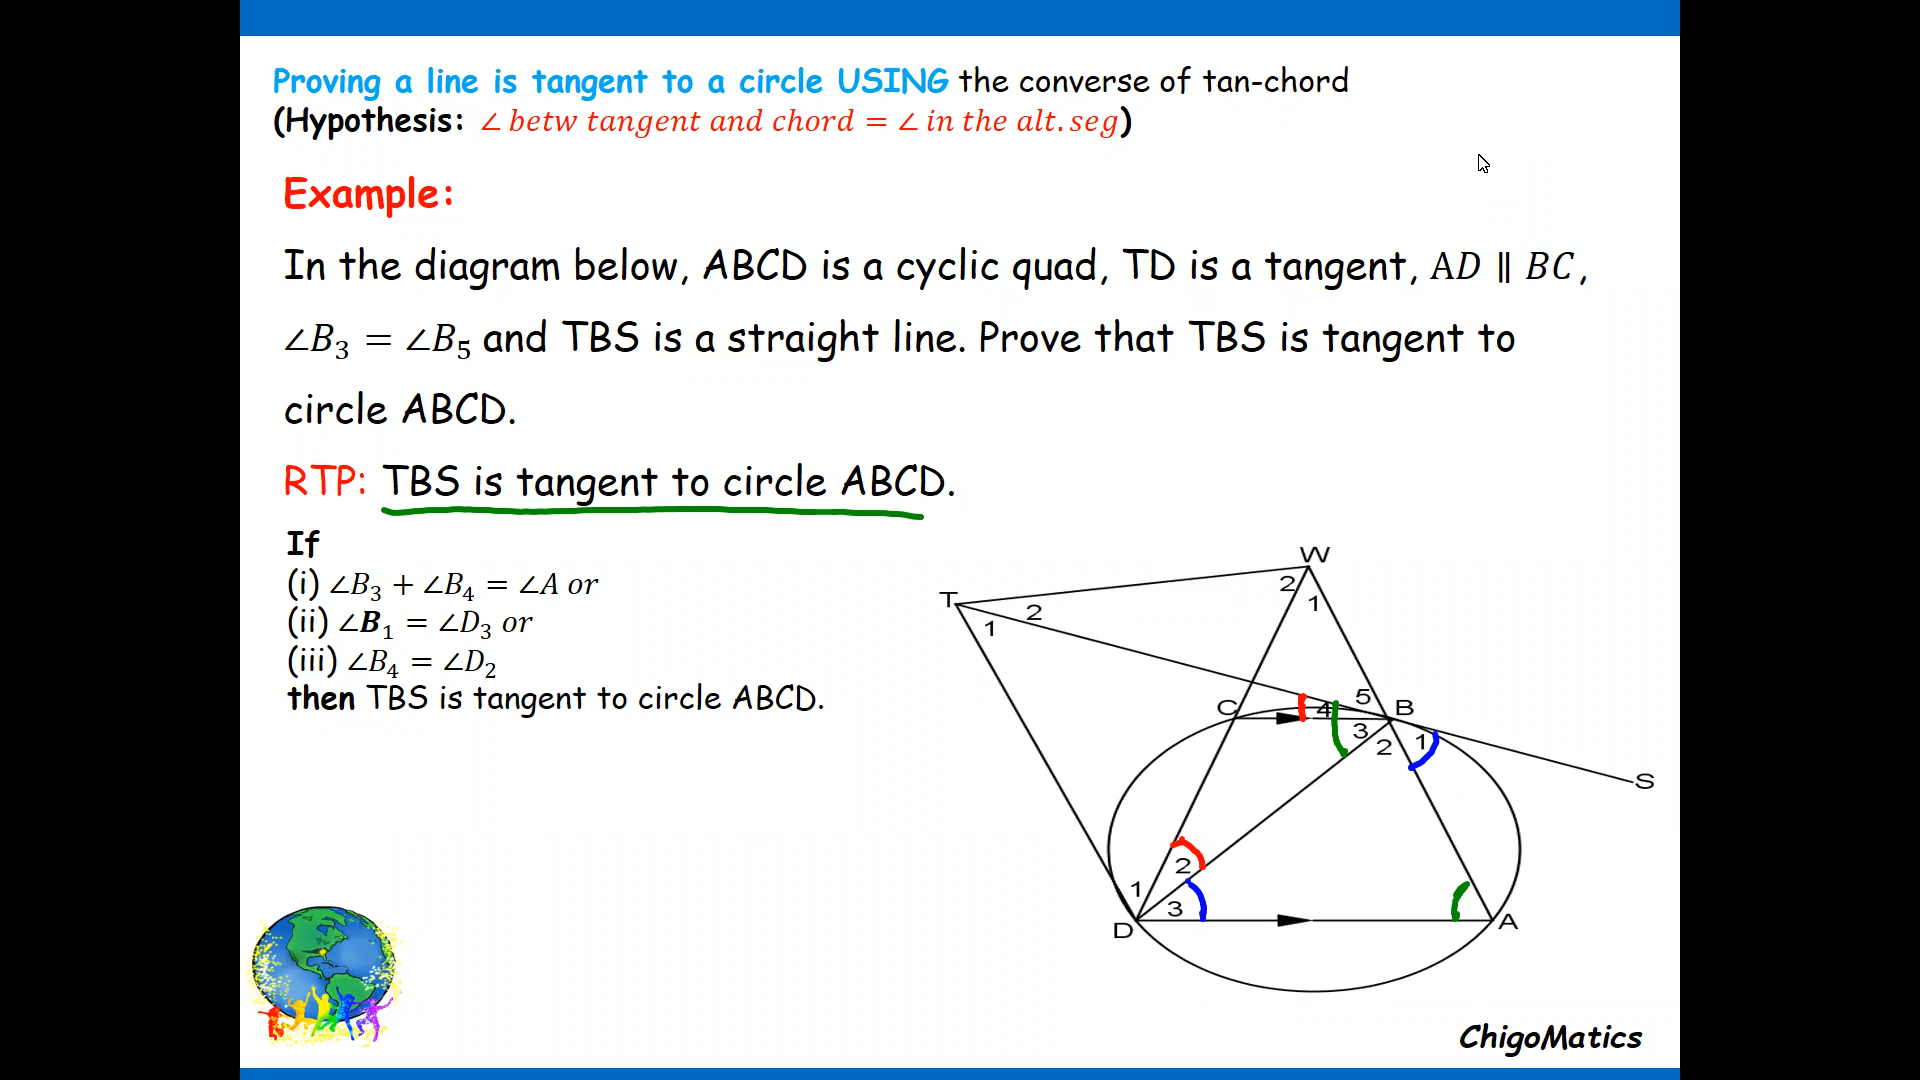 Proving a line is tangent to a circle USING the converse of tan-chord
(Hypothesis: ∠ betw tangent and chord = ∠ in the alt. seg)
Example:
In the diagram below, ABCD is a cyclic quad, TD is a tangent, AD ∥ BC,
∠B₃ = ∠B₅ and TBS is a straight line. Prove that TBS is tangent to
circle ABCD.
RTP: TBS is tangent to circle ABCD.
If
(i) ∠B₃ + ∠B₄ = ∠A or
(ii) ∠B₁ = ∠D₃ or
(iii) ∠B₄ = ∠D₂
then TBS is tangent to circle ABCD.
W
2
1
T
2
1
5
C
4
B
3
2
1
S
2
1
3
D
A
ChigoMatics